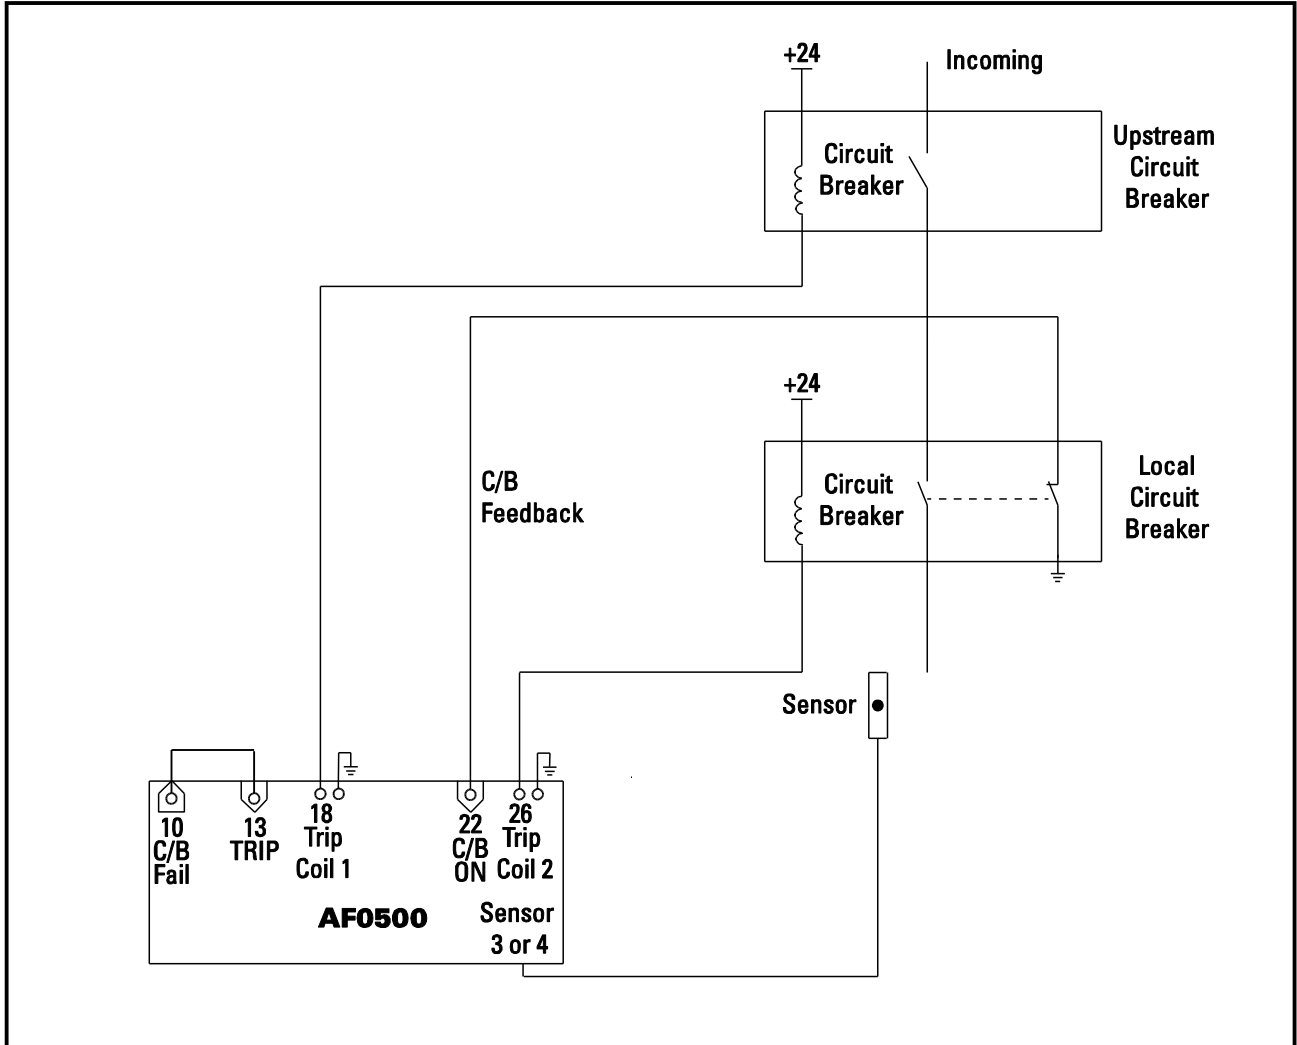 +24
Incoming
Circuit
Breaker
Upstream
Circuit
Breaker
+24
C/B
Feedback
Circuit
Breaker
Local
Circuit
Breaker
Sensor
10
C/B
Fail
13
TRIP
18
Trip
Coil 1
22
C/B
ON
26
Trip
Coil 2
AF0500
Sensor
3 or 4